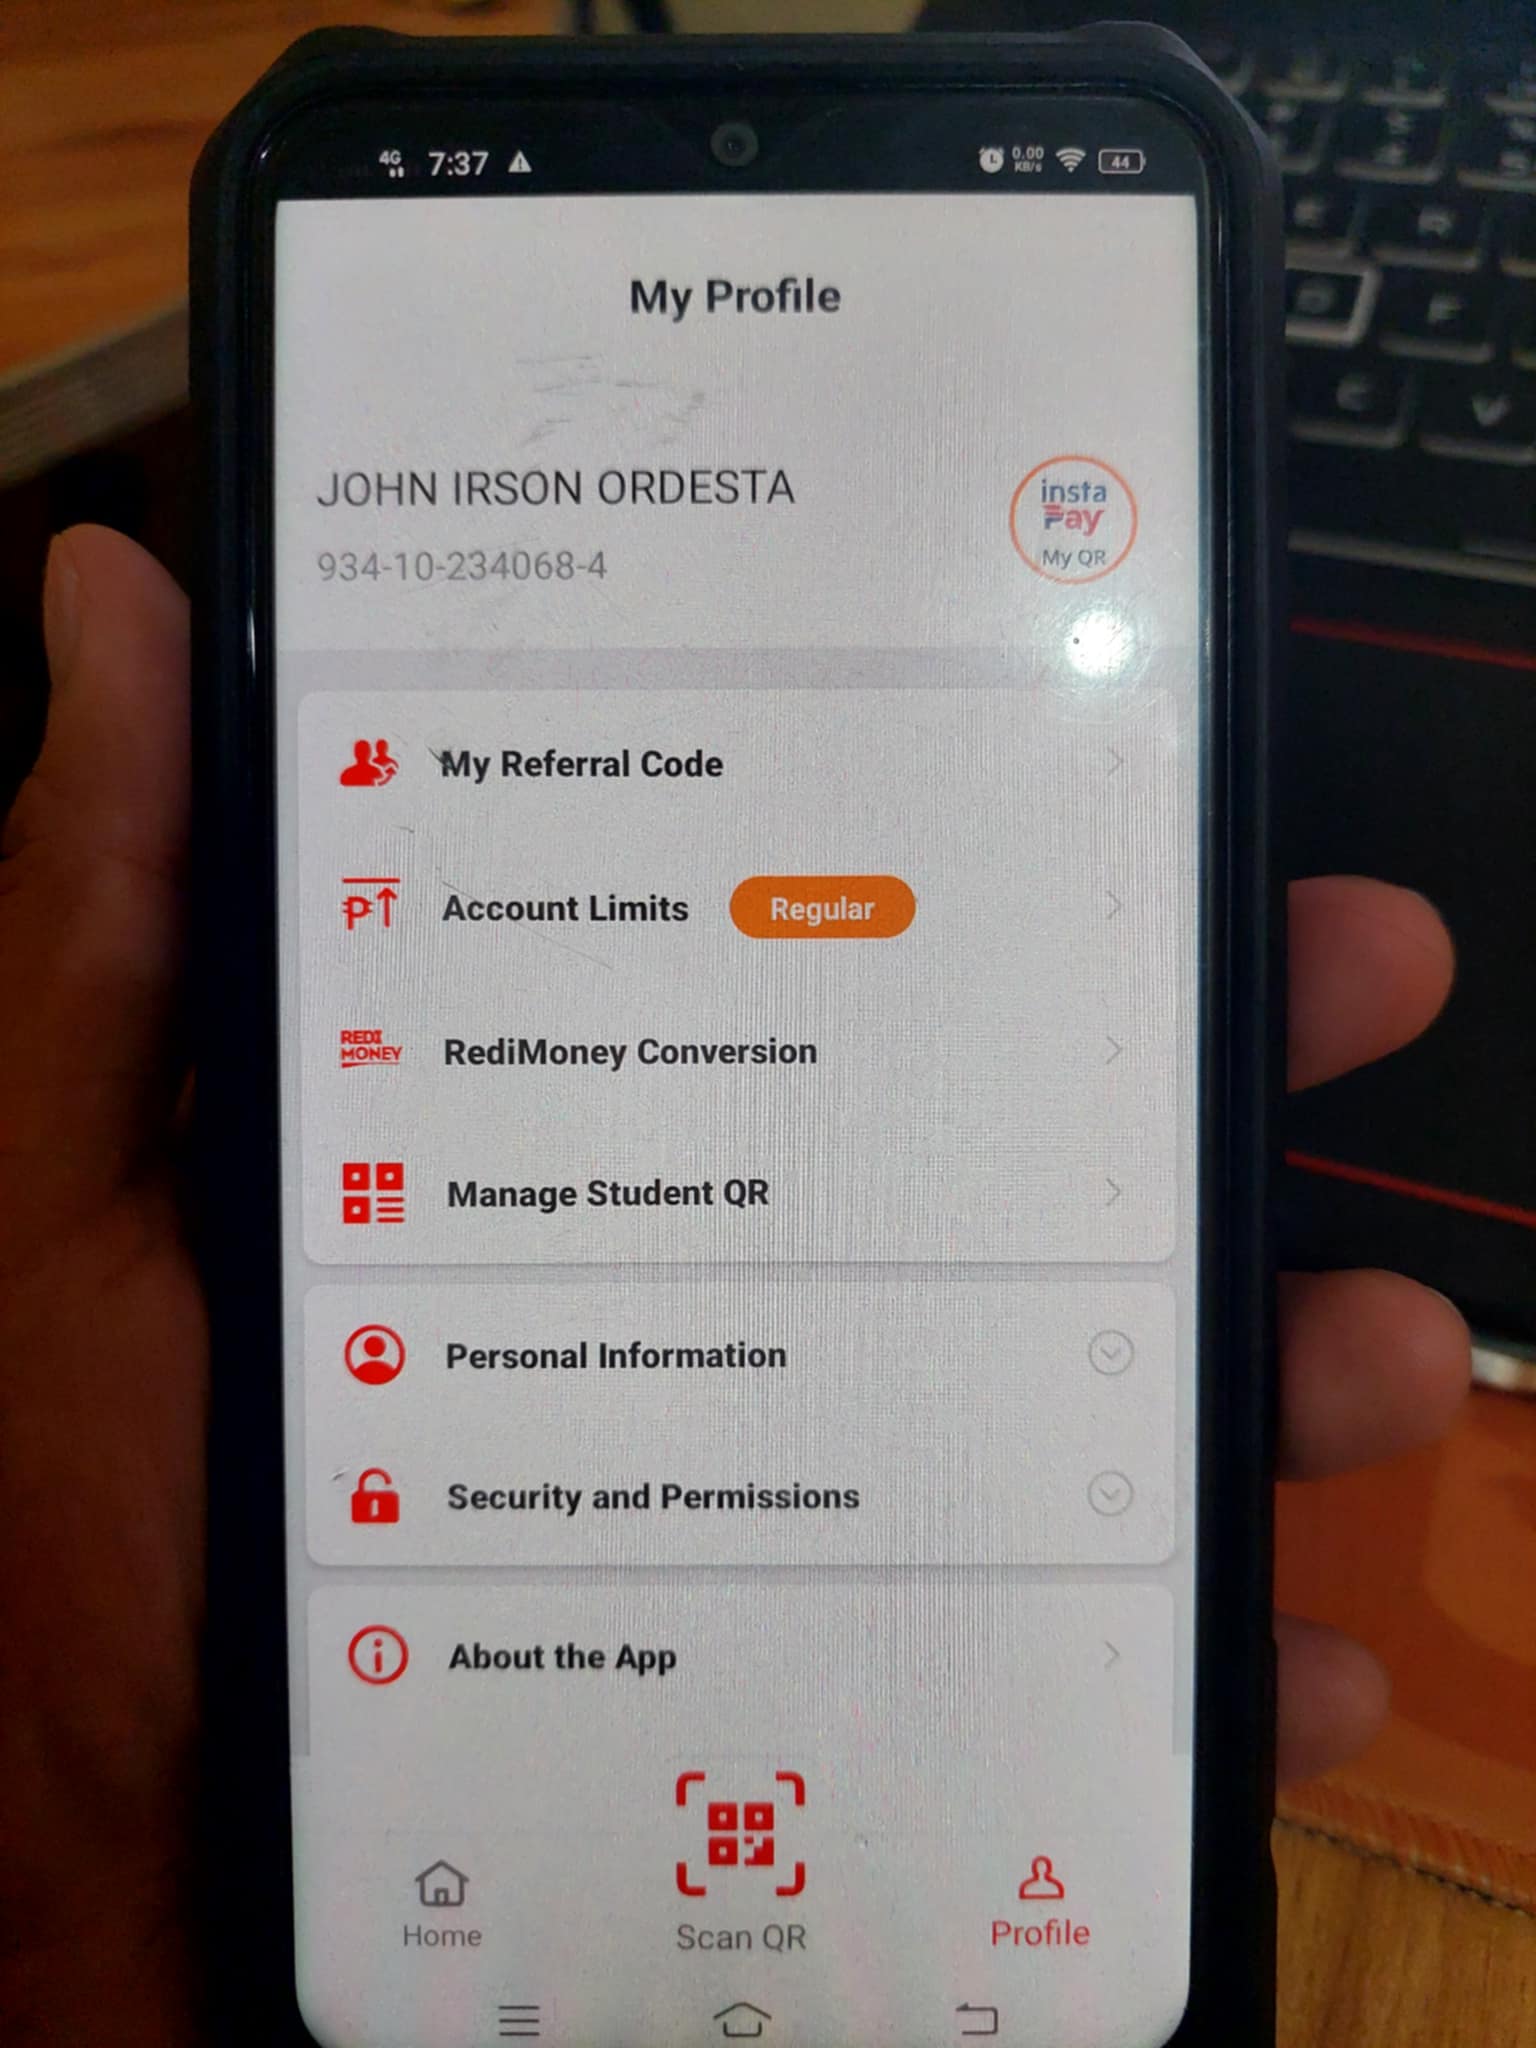 4G 7:37 0.00 KB/s 44
My Profile
JOHN IRSON ORDESTA
934-10-234068-4
insta
Pay
My QR
My Referral Code
Account Limits Regular
REDI
MONEY
RediMoney Conversion
Manage Student QR
Personal Information
Security and Permissions
About the App
Home
Scan QR
Profile
R
D
F
C
V